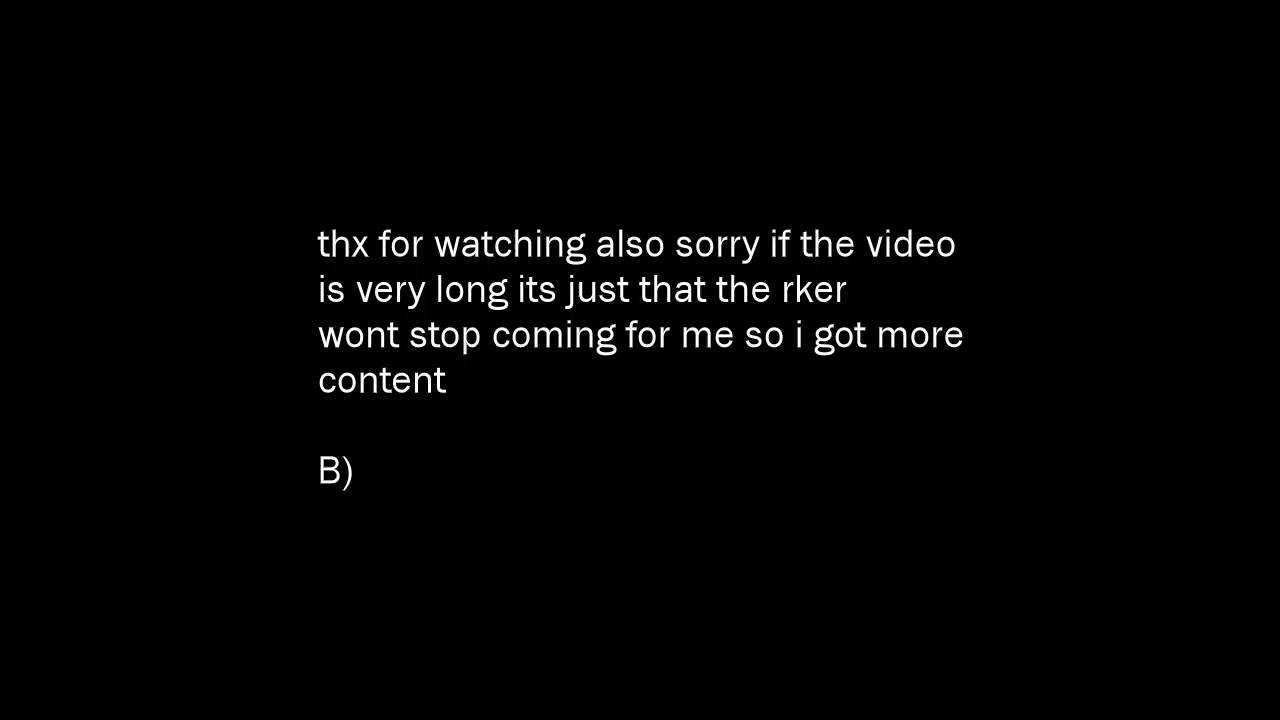 thx for watching also sorry if the video
is very long its just that the rker
wont stop coming for me so i got more
content
B)